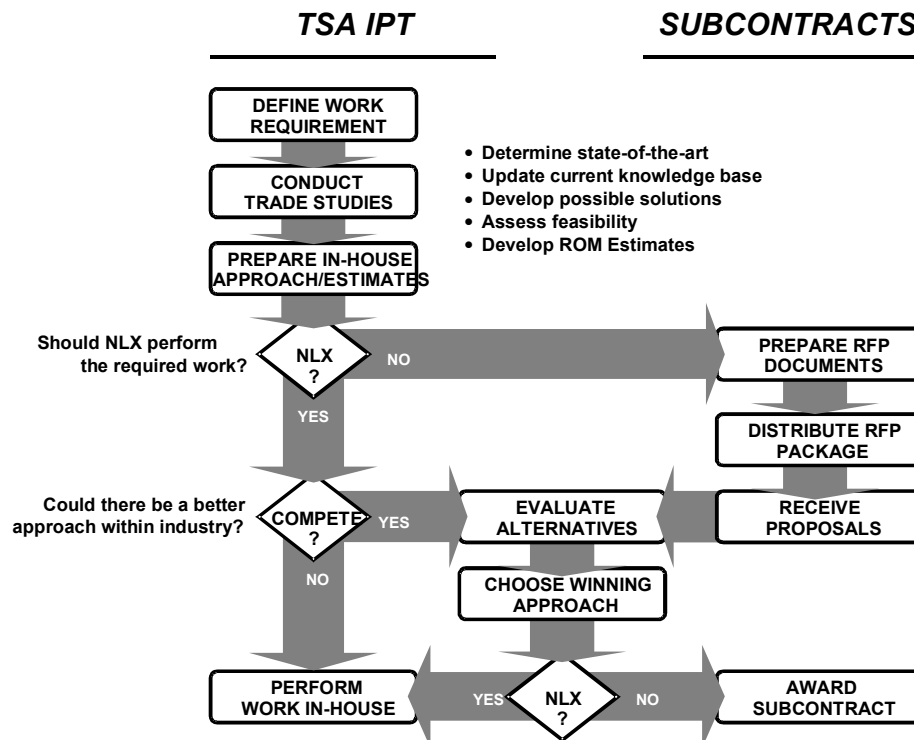 TSA IPT
SUBCONTRACTS
DEFINE WORK
REQUIREMENT
CONDUCT
TRADE STUDIES
PREPARE IN-HOUSE
APPROACH/ESTIMATES
• Determine state-of-the-art
• Update current knowledge base
• Develop possible solutions
• Assess feasibility
• Develop ROM Estimates
Should NLX perform
the required work?
NLX
?
NO
YES
PREPARE RFP
DOCUMENTS
DISTRIBUTE RFP
PACKAGE
RECEIVE
PROPOSALS
Could there be a better
approach within industry?
COMPETE
?
YES
NO
EVALUATE
ALTERNATIVES
CHOOSE WINNING
APPROACH
PERFORM
WORK IN-HOUSE
YES
NLX
?
NO
AWARD
SUBCONTRACT